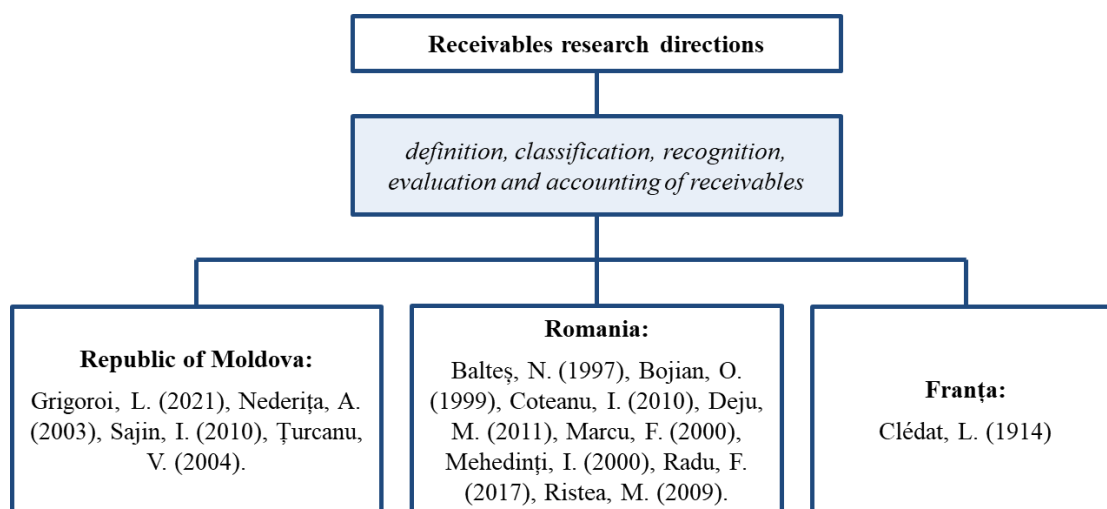 Receivables research directions
definition, classification, recognition,
evaluation and accounting of receivables
Republic of Moldova:
Grigoroi, L. (2021), Nederița, A.
(2003), Sajin, I. (2010), Țurcanu,
V. (2004).
Romania:
Balteș, N. (1997), Bojian, O.
(1999), Coteanu, I. (2010), Deju,
M. (2011), Marcu, F. (2000),
Mehedinți, I. (2000), Radu, F.
(2017), Ristea, M. (2009).
Franța:
Clédat, L. (1914)